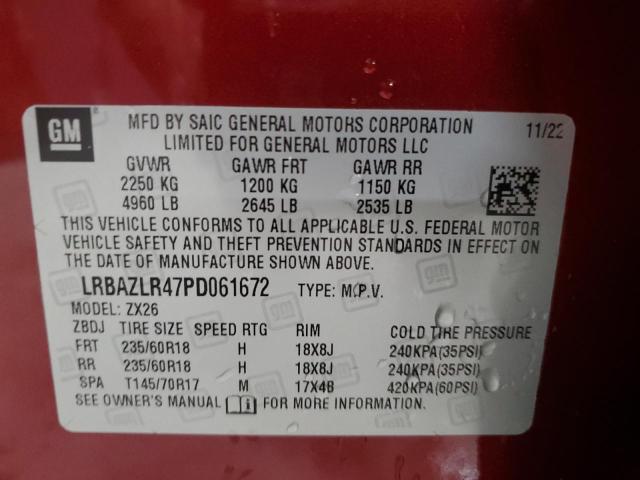 GM
MFD BY SAIC GENERAL MOTORS CORPORATION 11/22
LIMITED FOR GENERAL MOTORS LLC
GVWR GAWR FRT GAWR RR
2250 KG 1200 KG 1150 KG
4960 LB 2645 LB 2535 LB
THIS VEHICLE CONFORMS TO ALL APPLICABLE U.S. FEDERAL MOTOR
VEHICLE SAFETY AND THEFT PREVENTION STANDARDS IN EFFECT ON
THE DATE OF MANUFACTURE SHOWN ABOVE.
LRBAZLR47PD061672 TYPE: M.P.V.
MODEL: ZX26
ZBDJ TIRE SIZE SPEED RTG RIM COLD TIRE PRESSURE
FRT 235/60R18 H 18X8J 240KPA(35PSI)
RR 235/60R18 H 18X8J 240KPA(35PSI)
SPA T145/70R17 M 17X4B 420KPA(60PSI)
SEE OWNER'S MANUAL FOR MORE INFORMATION.